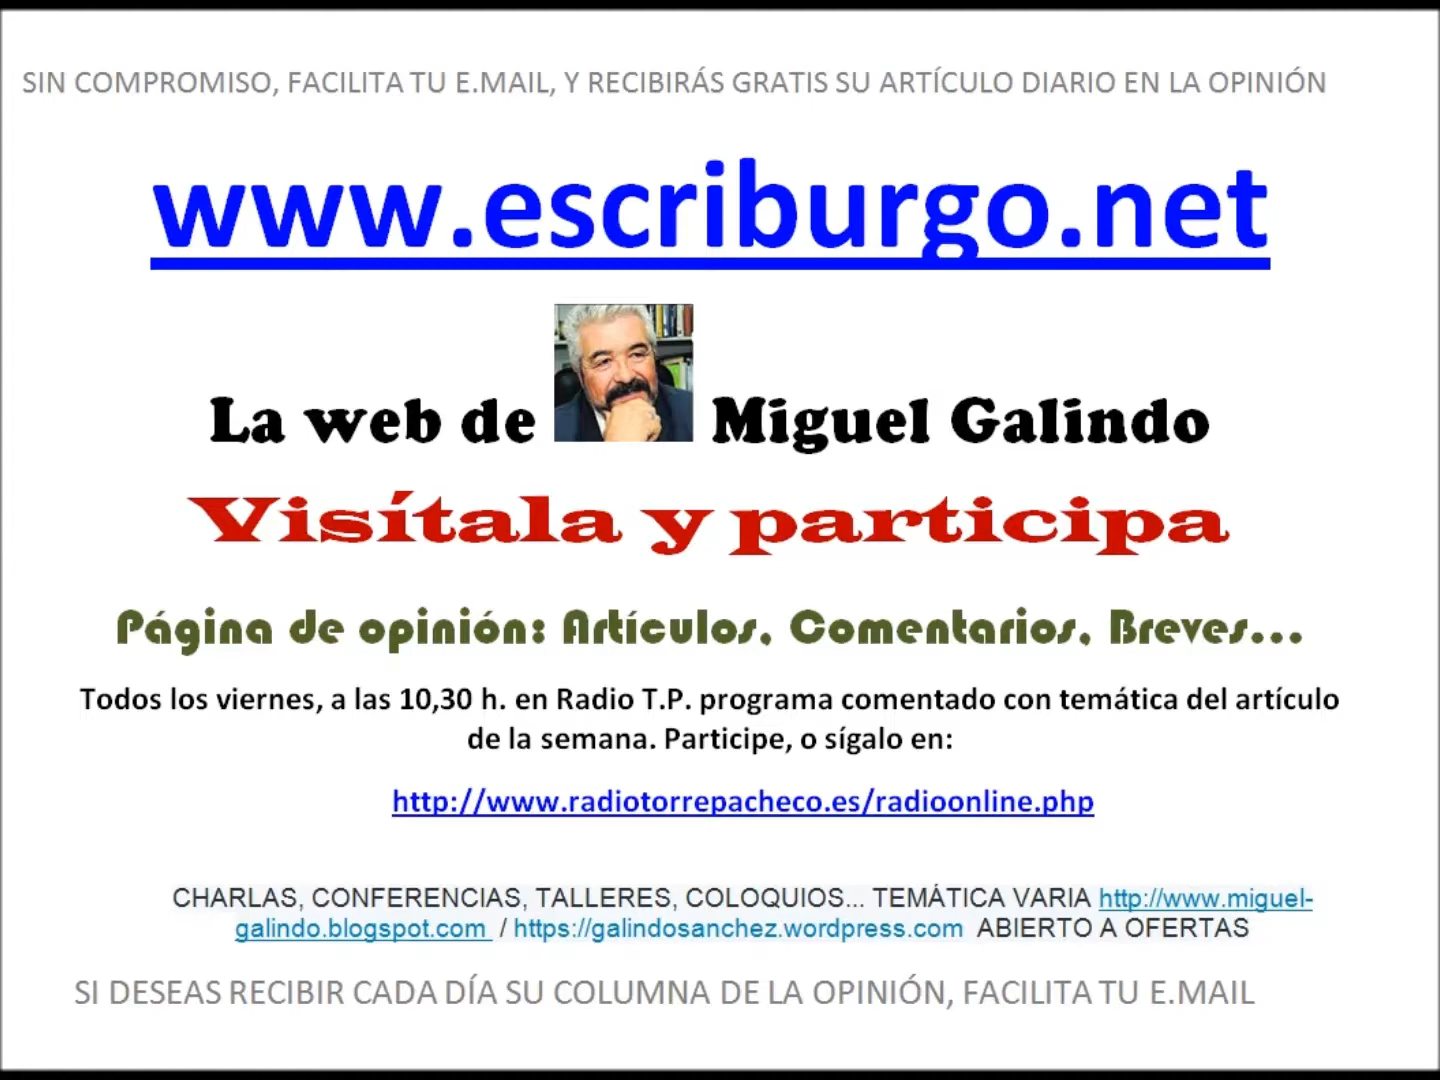 SIN COMPROMISO, FACILITA TU E.MAIL, Y RECIBIRÁS GRATIS SU ARTÍCULO DIARIO EN LA OPINIÓN
www.escriburgo.net
La web de Miguel Galindo
Visítala y participa
Página de opinión: Artículos, Comentarios, Breves...
Todos los viernes, a las 10,30 h. en Radio T.P. programa comentado con temática del artículo
de la semana. Participe, o sígalo en:
http://www.radiotorrepacheco.es/radioonline.php
CHARLAS, CONFERENCIAS, TALLERES, COLOQUIOS... TEMÁTICA VARIA http://www.miguel-
galindo.blogspot.com / https://galindosanchez.wordpress.com ABIERTO A OFERTAS
SI DESEAS RECIBIR CADA DÍA SU COLUMNA DE LA OPINIÓN, FACILITA TU E.MAIL